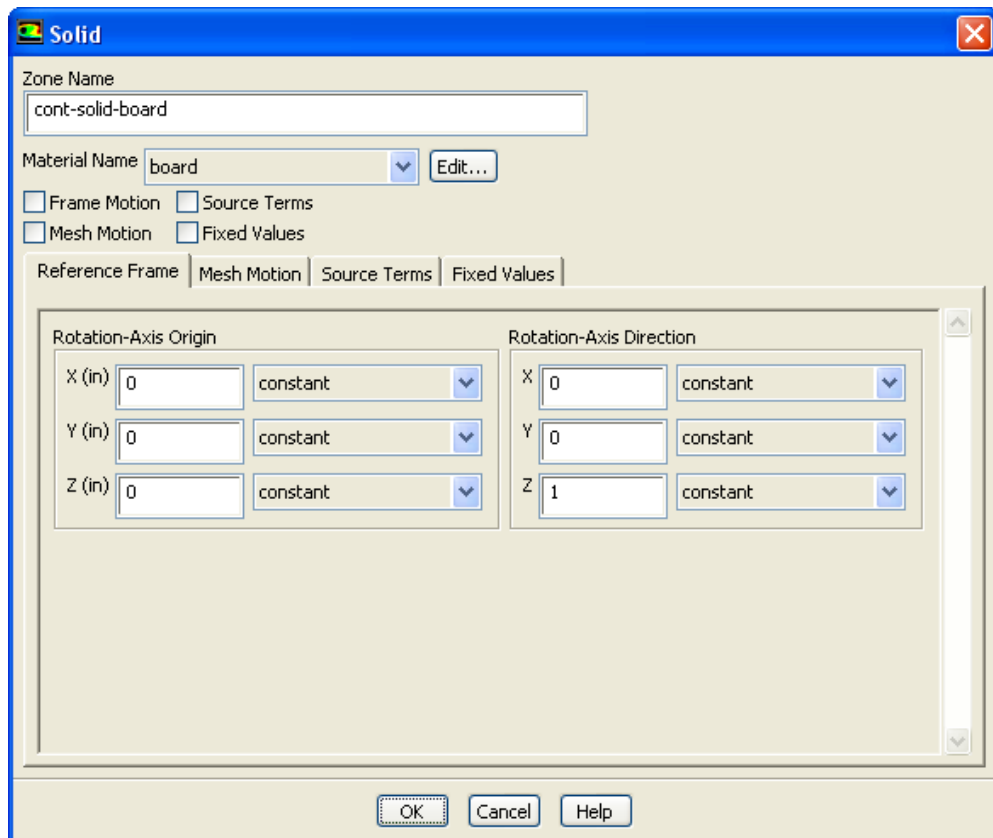 Solid
Zone Name
cont-solid-board
Material Name board Edit...
Frame Motion Source Terms
Mesh Motion Fixed Values
Reference Frame Mesh Motion Source Terms Fixed Values
Rotation-Axis Origin Rotation-Axis Direction
X (in) 0 constant X 0 constant
Y (in) 0 constant Y 0 constant
Z (in) 0 constant Z 1 constant
OK Cancel Help